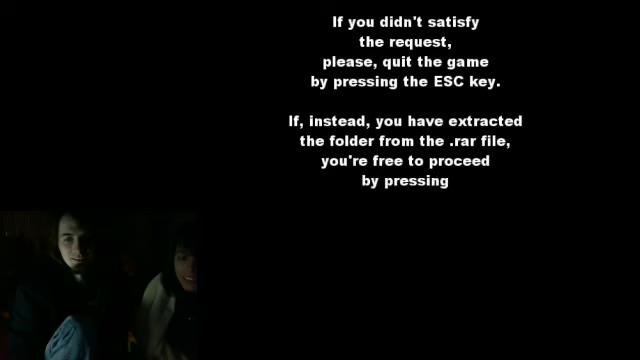 If you didn't satisfy
the request,
please, quit the game
by pressing the ESC key.
If, instead, you have extracted
the folder from the .rar file,
you're free to proceed
by pressing